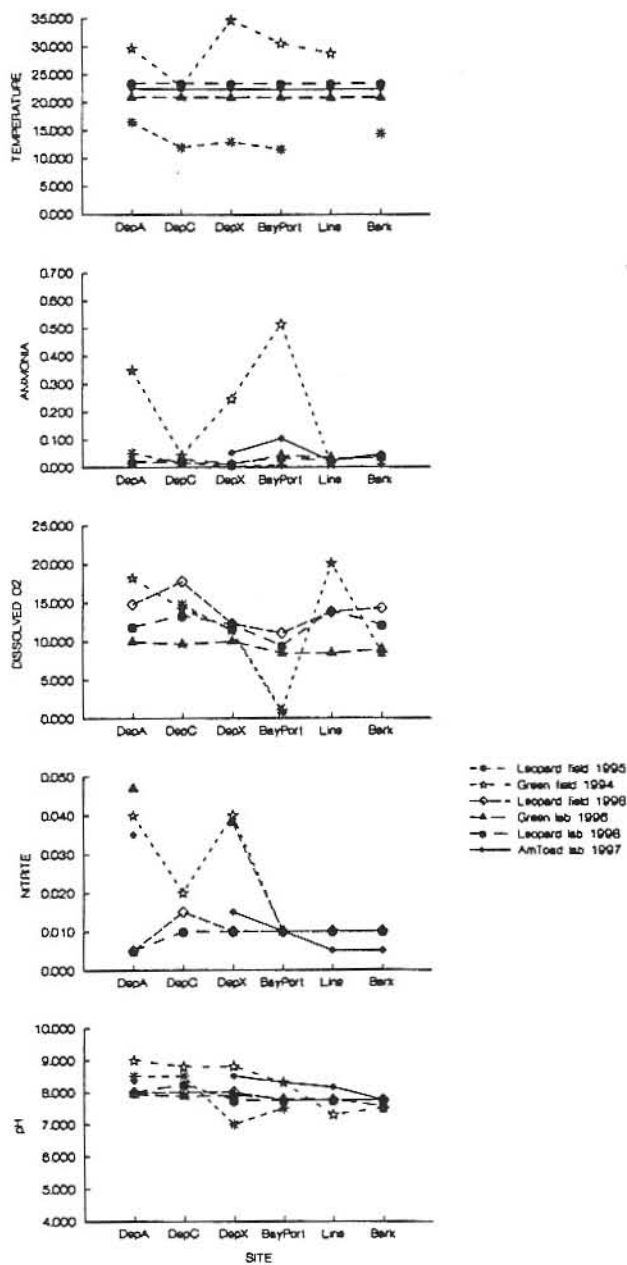 35.000
30.000
25.000
20.000
15.000
10.000
5.000
0.000
TEMPERATURE
DepA DepC DepX BayPort Line Bark
0.700
0.600
0.500
0.400
0.300
0.200
0.100
0.000
AMMONIA
DepA DepC DepX BayPort Line Bark
25.000
20.000
15.000
10.000
5.000
0.000
DISSOLVED O2
DepA DepC DepX BayPort Line Bark
0.050
0.040
0.030
0.020
0.010
0.000
NITRITE
DepA DepC DepX BayPort Line Bark
Leopard field 1995
Green field 1994
Leopard field 1996
Green lab 1996
Leopard lab 1996
AmToad lab 1997
10.000
9.000
8.000
7.000
6.000
5.000
4.000
pH
DepA DepC DepX BayPort Line Bark
SITE